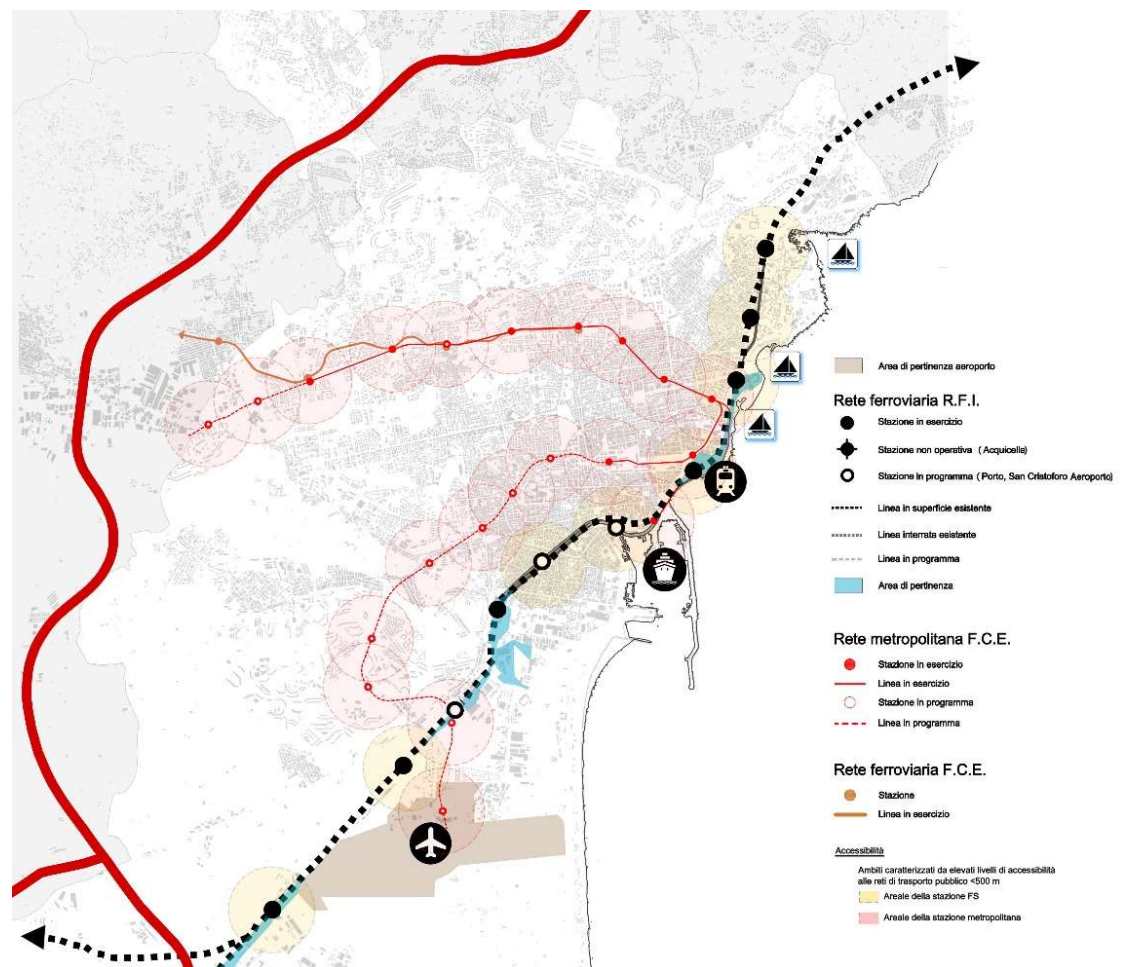 Area di pertinenza aeroporto
Rete ferroviaria R.F.I.
Stazione in esercizio
Stazione non operativa ( Acquicella)
Stazione in programma ( Porto, San Cristoforo Aeroporto)
Linea in superficie esistente
Linea interrata esistente
Linea in programma
Area di pertinenza
Rete metropolitana F.C.E.
Stazione in esercizio
Linea in esercizio
Stazione in programma
Linea in programma
Rete ferroviaria F.C.E.
Stazione
Linea in esercizio
Accessibilità
Ambiti caratterizzati da elevati livelli di accessibilità
alle reti di trasporto pubblico <500 m
Areale della stazione FS
Areale della stazione metropolitana